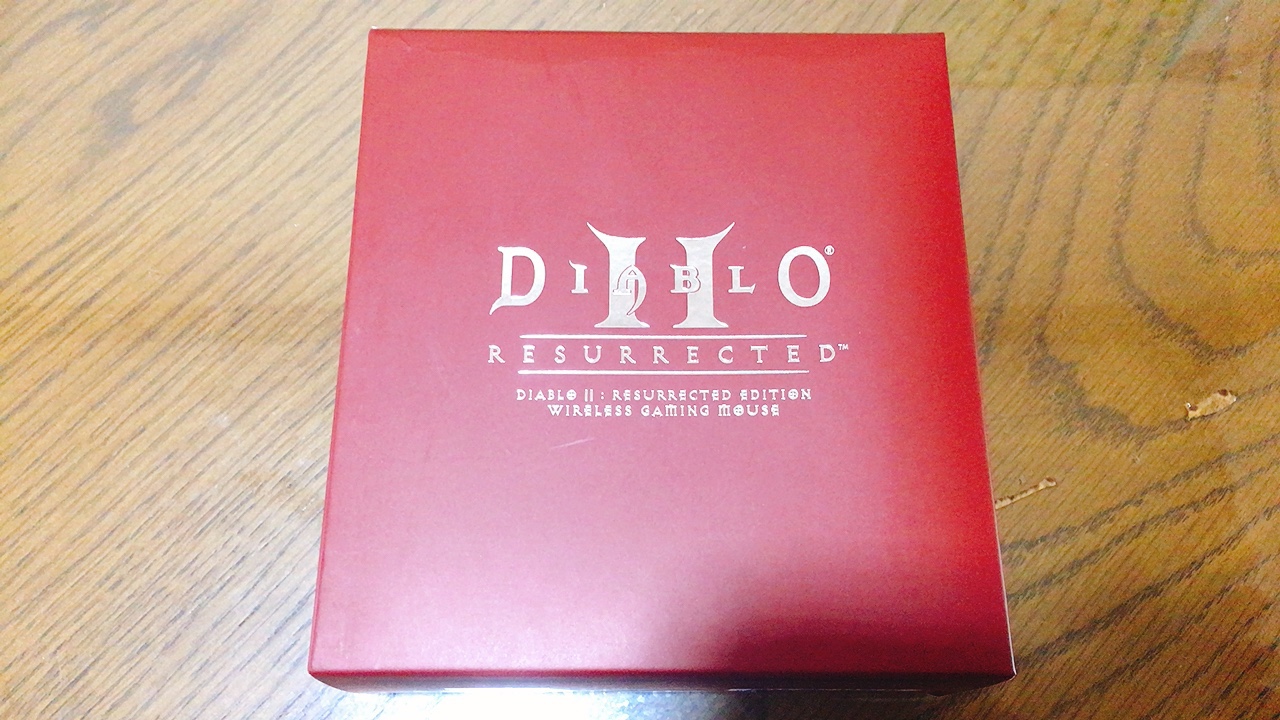 DIABLO® II
RESURRECTED™
DIABLO II : RESURRECTED EDITION
WIRELESS GAMING MOUSE